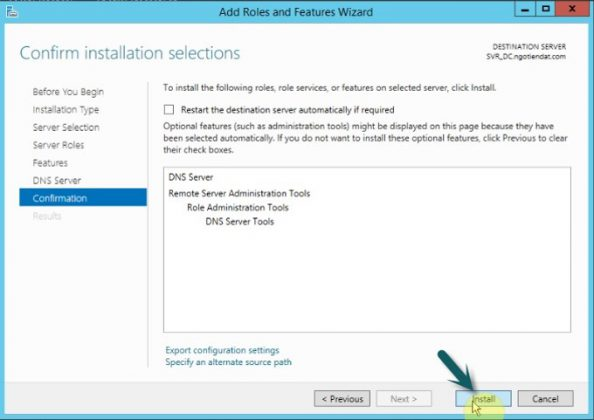 Add Roles and Features Wizard
Confirm installation selections
DESTINATION SERVER
SVR_DC.ngotiendat.com
Before You Begin
Installation Type
Server Selection
Server Roles
Features
DNS Server
Confirmation
Results
To install the following roles, role services, or features on selected server, click Install.
Restart the destination server automatically if required
Optional features (such as administration tools) might be displayed on this page because they have
been selected automatically. If you do not want to install these optional features, click Previous to clear
their check boxes.
DNS Server
Remote Server Administration Tools
Role Administration Tools
DNS Server Tools
Export configuration settings
Specify an alternate source path
< Previous
Next >
Install
Cancel